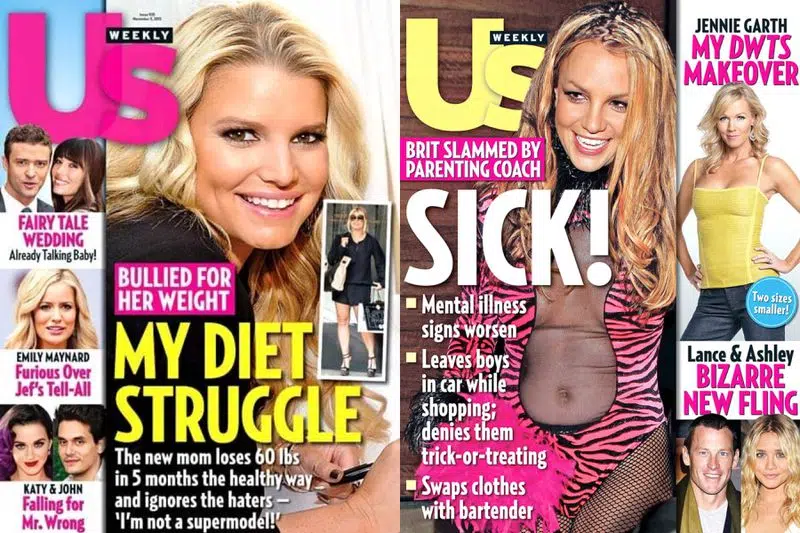 Us
WEEKLY
Issue 925
November 5, 2012
FAIRY TALE
WEDDING
Already Talking Baby!
EMILY MAYNARD
Furious Over
Jef's Tell-All
KATY & JOHN
Falling for
Mr. Wrong
BULLIED FOR
HER WEIGHT
MY DIET
STRUGGLE
The new mom loses 60 lbs
in 5 months the healthy way
and ignores the haters –
'I'm not a supermodel!'
Us
WEEKLY
BRIT SLAMMED BY
PARENTING COACH
SICK!
Mental illness
signs worsen
Leaves boys
in car while
shopping;
denies them
trick-or-treating
Swaps clothes
with bartender
JENNIE GARTH
MY DWTS
MAKEOVER
Two sizes
smaller!
Lance & Ashley
BIZARRE
NEW FLING